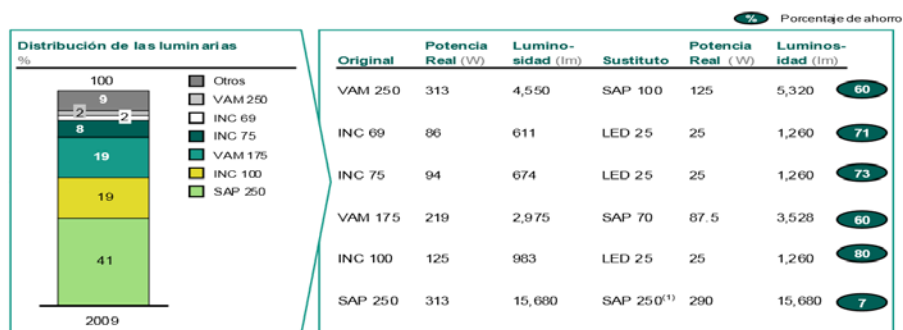 % Porcentaje de ahorro
Distribución de las luminarias
%
100
9
2
2
8
19
19
41
2009
Otros
VAM 250
INC 69
INC 75
VAM 175
INC 100
SAP 250
Original Potencia Real (W) Lumino-sidad (lm) Sustituto Potencia Real (W) Luminos-idad (lm)
VAM 250 313 4,550 SAP 100 125 5,320 60
INC 69 86 611 LED 25 25 1,260 71
INC 75 94 674 LED 25 25 1,260 73
VAM 175 219 2,975 SAP 70 87.5 3,528 60
INC 100 125 983 LED 25 25 1,260 80
SAP 250 313 15,680 SAP 250(1) 290 15,680 7